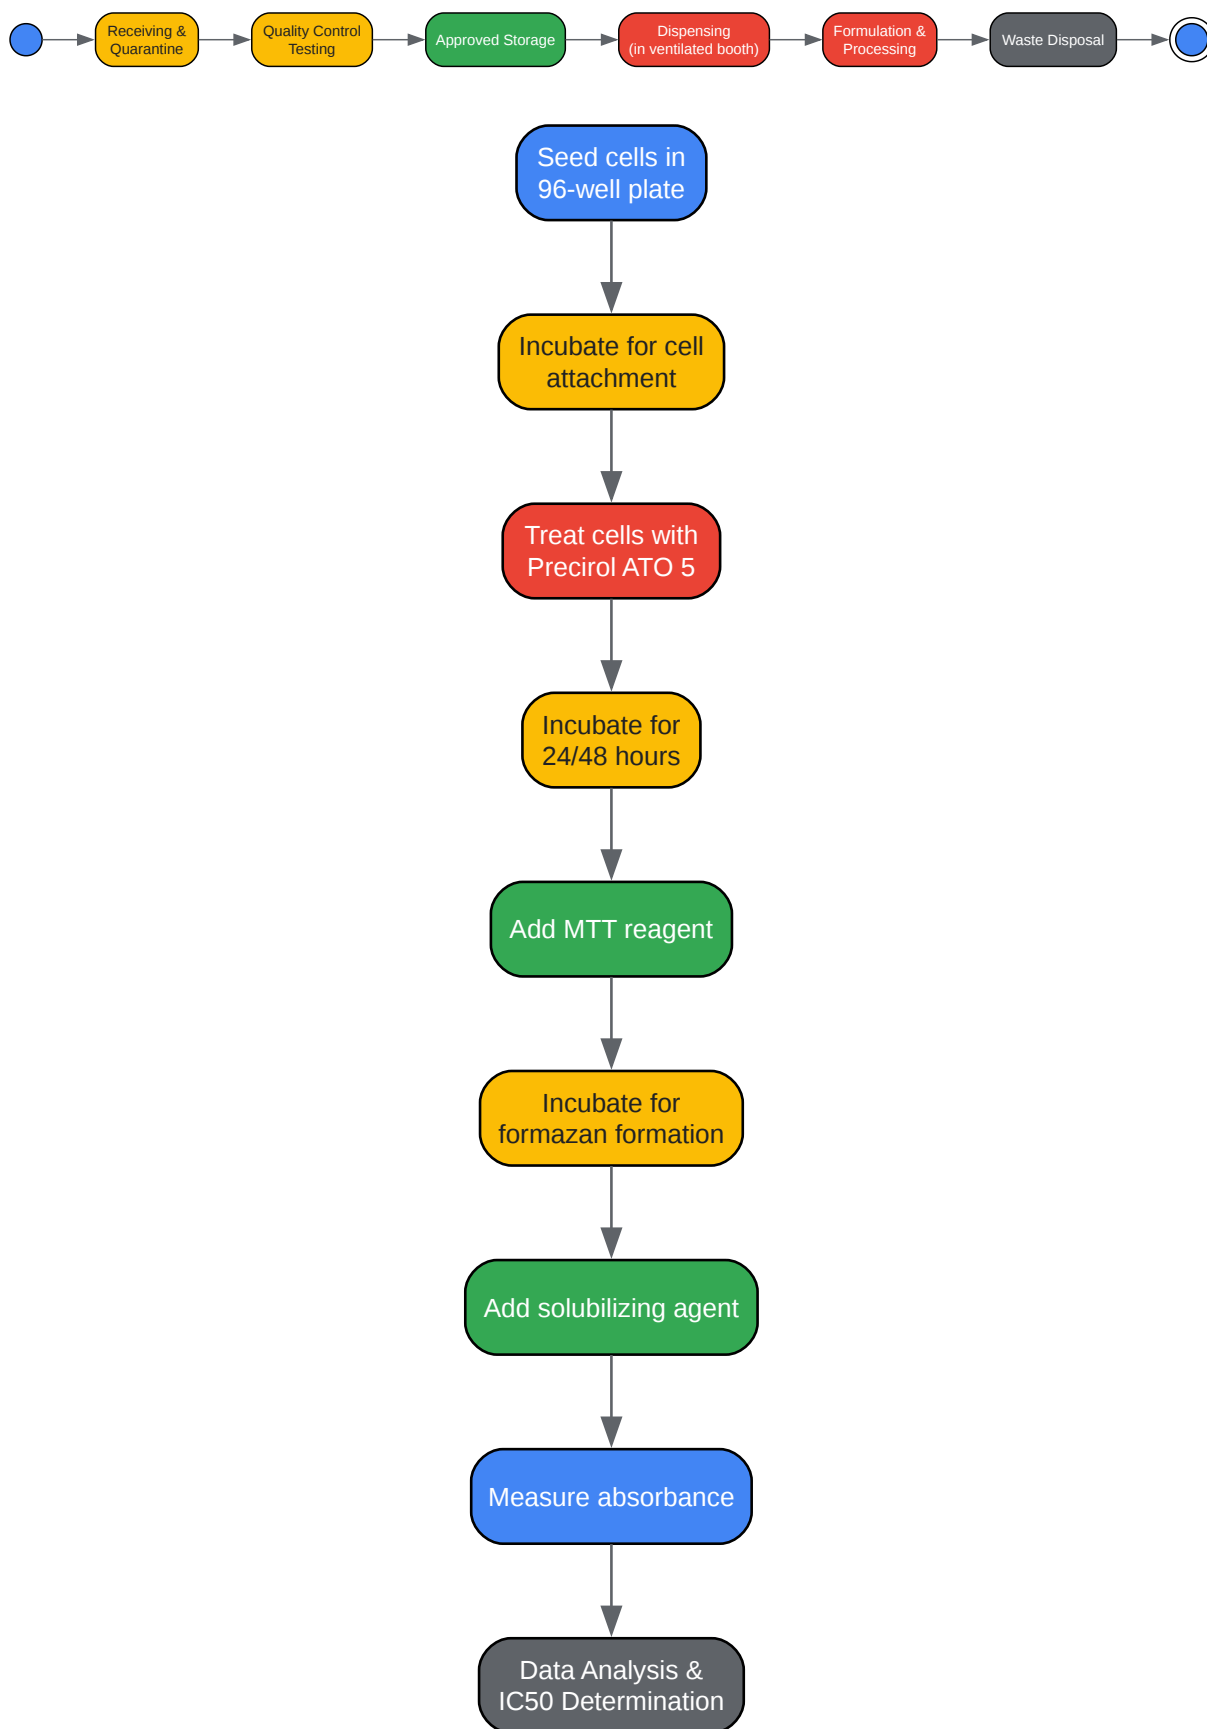 Receiving &
Quarantine
Quality Control
Testing
Approved Storage
Dispensing
(in ventilated booth)
Formulation &
Processing
Waste Disposal
Seed cells in
96-well plate
Incubate for cell
attachment
Treat cells with
Precirol ATO 5
Incubate for
24/48 hours
Add MTT reagent
Incubate for
formazan formation
Add solubilizing agent
Measure absorbance
Data Analysis &
IC50 Determination